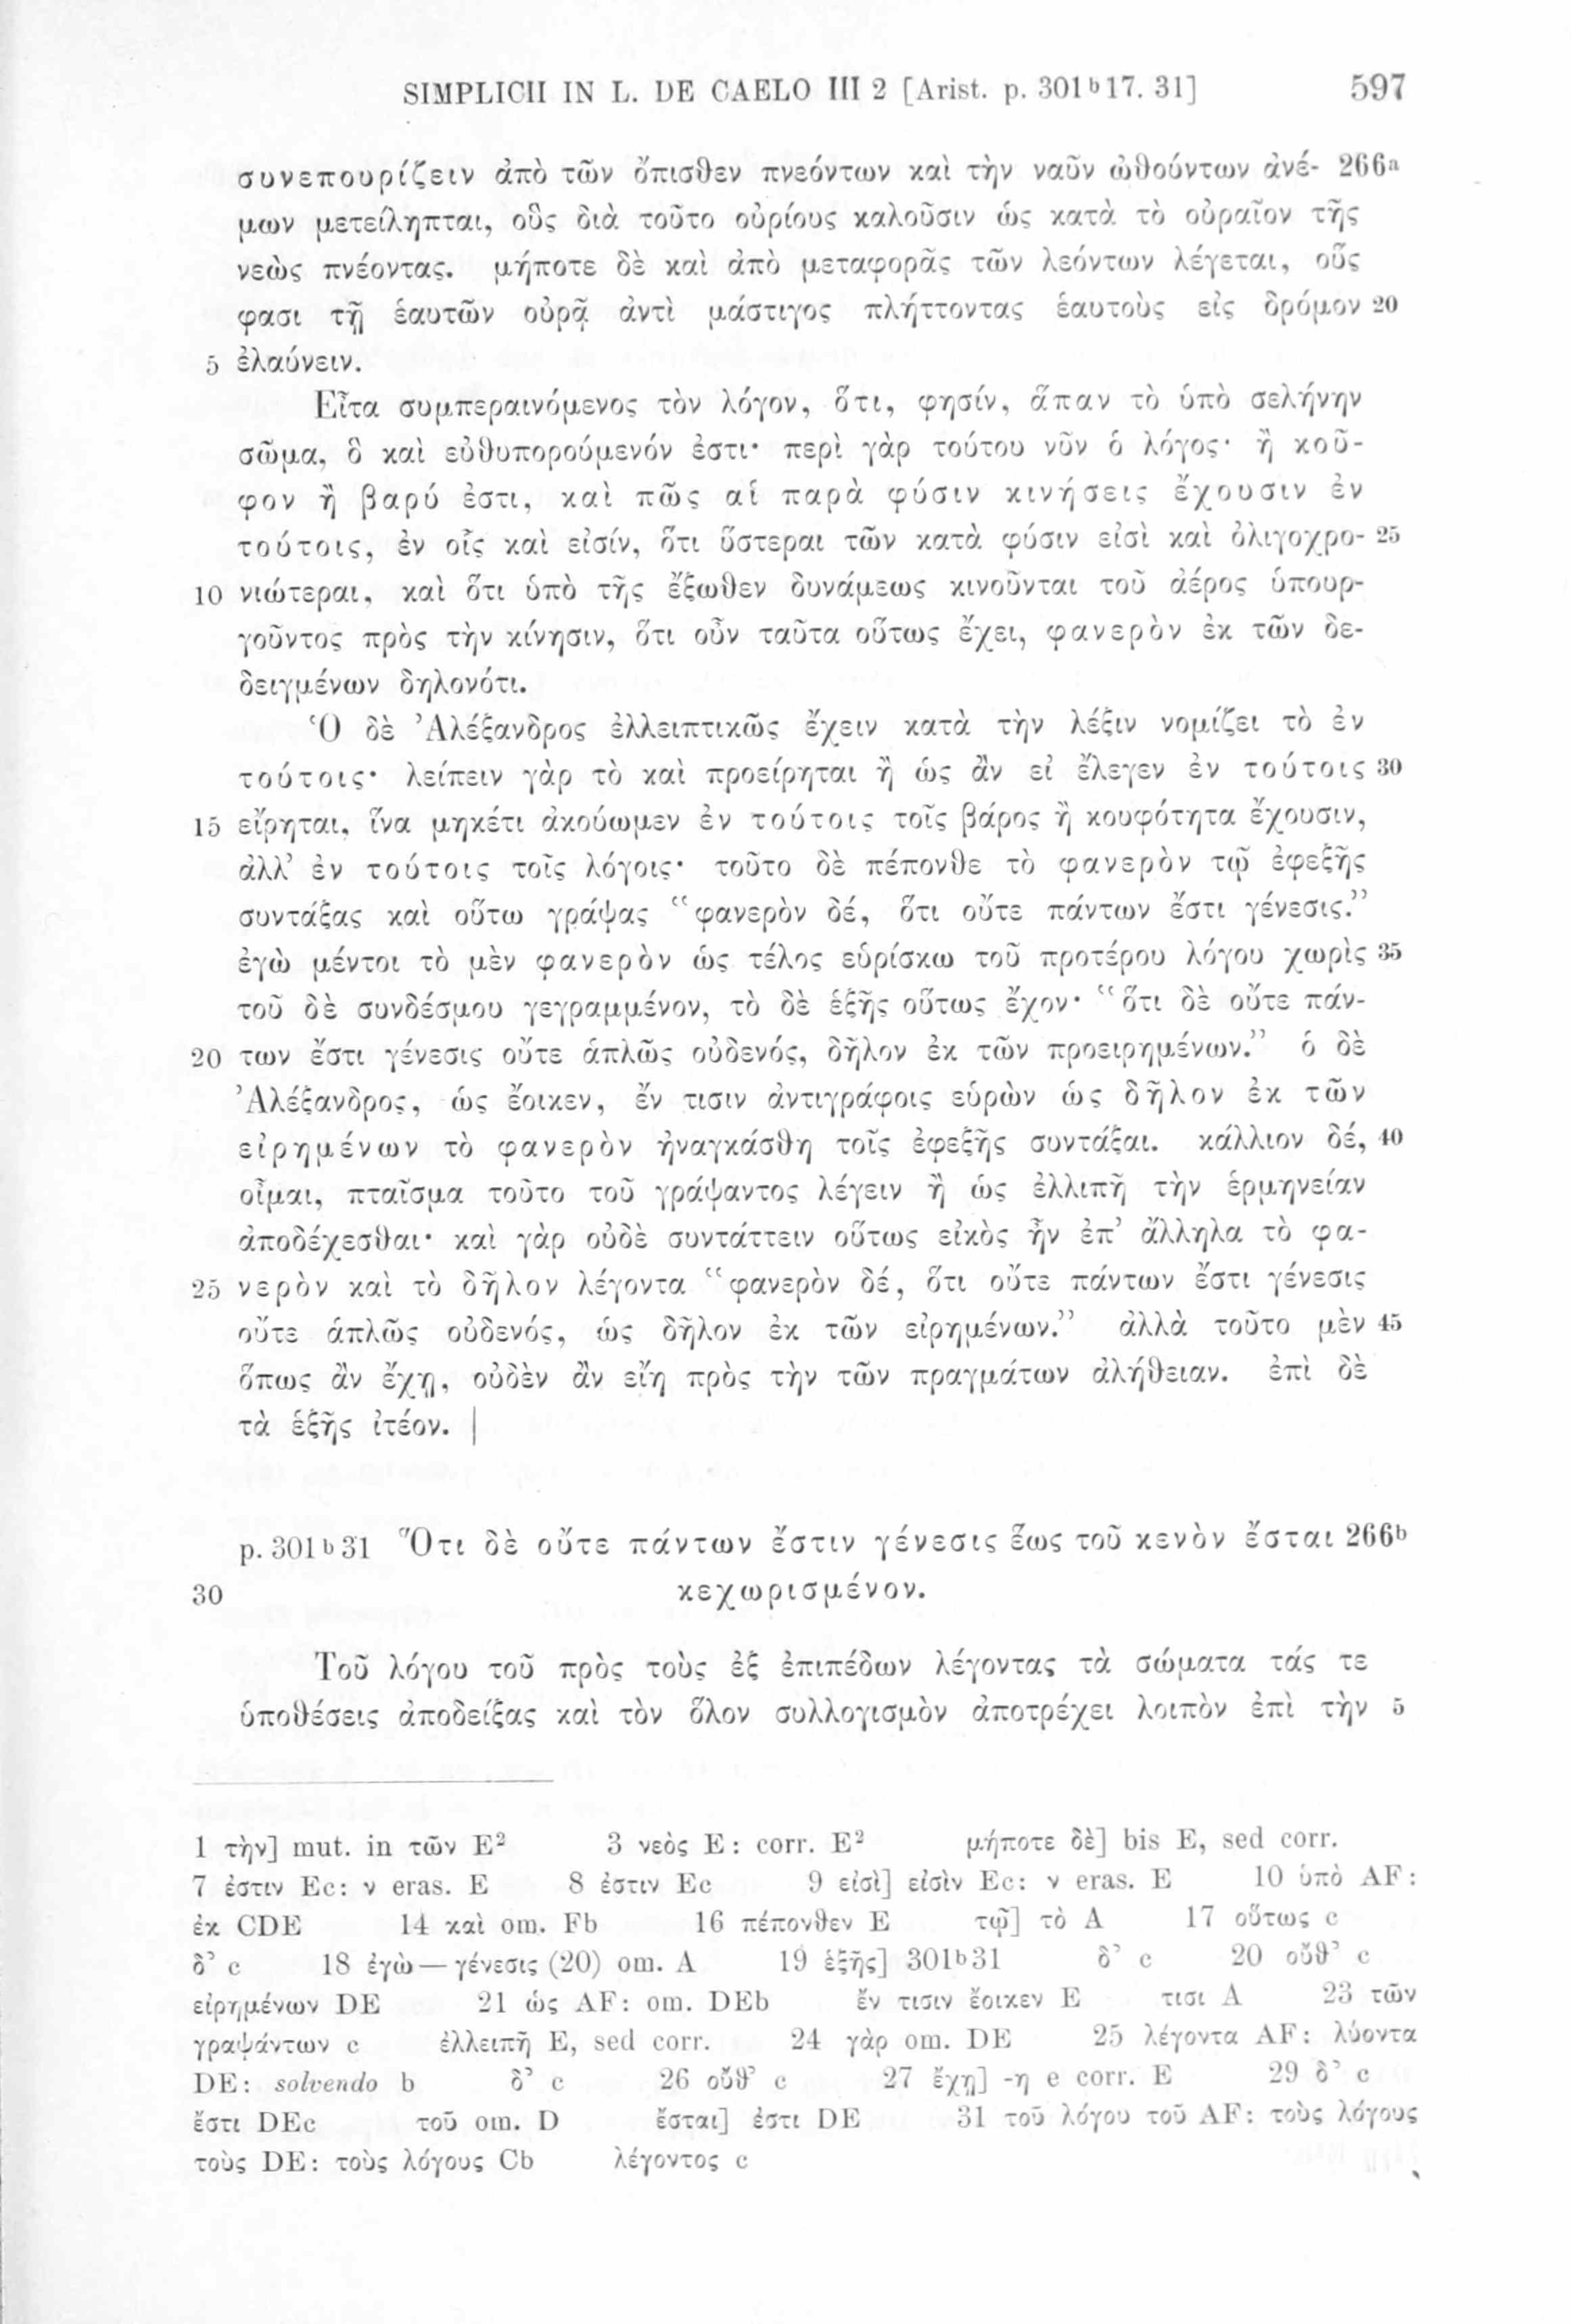 SIMPLICII IN L. DE CAELO III 2 [Arist. p. 301ᵇ17. 31] 597
συνεπουρίζειν ἀπὸ τῶν ὄπισθεν πνεόντων καὶ τὴν ναῦν ὠθούντων ἀνέ- 266ᵃ
μων μετείληπται, οὓς διὰ τοῦτο οὐρίους καλοῦσιν ὡς κατὰ τὸ οὐραῖον τῆς
νεὼς πνέοντας. μήποτε δὲ καὶ ἀπὸ μεταφορᾶς τῶν λεόντων λέγεται, οὕς
φασι τῇ ἑαυτῶν οὐρᾷ ἀντὶ μάστιγος πλήττοντας ἑαυτοὺς εἰς δρόμον 20
5 ἐλαύνειν.
Εἶτα συμπεραινόμενος τὸν λόγον, ὅτι, φησίν, ἅπαν τὸ ὑπὸ σελήνην
σῶμα, ὃ καὶ εὐθυπορούμενόν ἐστι· περὶ γὰρ τούτου νῦν ὁ λόγος· ἢ κοῦ-
φον ἢ βαρύ ἐστι, καὶ πῶς αἱ παρὰ φύσιν κινήσεις ἔχουσιν ἐν
τούτοις, ἐν οἷς καὶ εἰσίν, ὅτι ὕστεραι τῶν κατὰ φύσιν εἰσὶ καὶ ὀλιγοχρο- 25
10 νιώτεραι, καὶ ὅτι ὑπὸ τῆς ἔξωθεν δυνάμεως κινοῦνται τοῦ ἀέρος ὑπουρ-
γοῦντος πρὸς τὴν κίνησιν, ὅτι οὖν ταῦτα οὕτως ἔχει, φανερὸν ἐκ τῶν δε-
δειγμένων δηλονότι.
Ὁ δὲ Ἀλέξανδρος ἐλλειπτικῶς ἔχειν κατὰ τὴν λέξιν νομίζει τὸ ἐν
τούτοις· λείπειν γὰρ τὸ καὶ προείρηται ἢ ὡς ἂν εἰ ἔλεγεν ἐν τούτοις 30
15 εἴρηται, ἵνα μηκέτι ἀκούωμεν ἐν τούτοις τοῖς βάρος ἢ κουφότητα ἔχουσιν,
ἀλλ’ ἐν τούτοις τοῖς λόγοις· τοῦτο δὲ πέπονθε τὸ φανερὸν τῷ ἐφεξῆς
συντάξας καὶ οὕτω γράψας “φανερὸν δέ, ὅτι οὔτε πάντων ἔστι γένεσις.”
ἐγὼ μέντοι τὸ μὲν φανερὸν ὡς τέλος εὑρίσκω τοῦ προτέρου λόγου χωρὶς 35
τοῦ δὲ συνδέσμου γεγραμμένον, τὸ δὲ ἑξῆς οὕτως ἔχον· “ὅτι δὲ οὔτε πάν-
20 των ἔστι γένεσις οὔτε ἁπλῶς οὐδενός, δῆλον ἐκ τῶν προειρημένων.” ὁ δὲ
Ἀλέξανδρος, ὡς ἔοικεν, ἔν τισιν ἀντιγράφοις εὑρὼν ὡς δῆλον ἐκ τῶν
εἰρημένων τὸ φανερὸν ἠναγκάσθη τοῖς ἐφεξῆς συντάξαι. κάλλιον δέ, 40
οἶμαι, πταῖσμα τοῦτο τοῦ γράψαντος λέγειν ἢ ὡς ἐλλιπῆ τὴν ἑρμηνείαν
ἀποδέχεσθαι· καὶ γὰρ οὐδὲ συντάττειν οὕτως εἰκὸς ἦν ἐπ’ ἄλληλα τὸ φα-
25 νερὸν καὶ τὸ δῆλον λέγοντα “φανερὸν δέ, ὅτι οὔτε πάντων ἔστι γένεσις
οὔτε ἁπλῶς οὐδενός, ὡς δῆλον ἐκ τῶν εἰρημένων.” ἀλλὰ τοῦτο μὲν 45
ὅπως ἂν ἔχῃ, οὐδὲν ἂν εἴη πρὸς τὴν τῶν πραγμάτων ἀλήθειαν. ἐπὶ δὲ
τὰ ἑξῆς ἰτέον. |
p. 301ᵇ31 Ὅτι δὲ οὔτε πάντων ἔστιν γένεσις ἕως τοῦ κενὸν ἔσται 266ᵇ
30 κεχωρισμένον.
Τοῦ λόγου τοῦ πρὸς τοὺς ἐξ ἐπιπέδων λέγοντας τὰ σώματα τάς τε
ὑποθέσεις ἀποδείξας καὶ τὸν ὅλον συλλογισμὸν ἀποτρέχει λοιπὸν ἐπὶ τὴν 5
1 τὴν] mut. in τῶν E² 3 νεὸς E: corr. E² μήποτε δὲ] bis E, sed corr.
7 ἐστιν Ec: ν eras. E 8 ἐστιν Ec 9 εἰσὶ] εἰσὶν Ec: ν eras. E 10 ὑπὸ AF:
ἐκ CDE 14 καὶ om. Fb 16 πέπονθεν E τῷ] τὸ A 17 οὕτως c
δ’ c 18 ἐγὼ—γένεσις (20) om. A 19 ἑξῆς] 301ᵇ31 δ’ c 20 οὔθ’ c
εἰρημένων DE 21 ὡς AF: om. DEb ἔν τισιν ἔοικεν E τισι A 23 τῶν
γραψάντων c ἐλλειπῆ E, sed corr. 24 γὰρ om. DE 25 λέγοντα AF: λύοντα
DE: solvendo b δ’ c 26 οὔθ’ c 27 ἔχῃ] -η e corr. E 29 δ’ c
ἔστι DEc τοῦ om. D ἔσται] ἐστι DE 31 τοῦ λόγου τοῦ AF: τοὺς λόγους
τοὺς DE: τοὺς λόγους Cb λέγοντος c